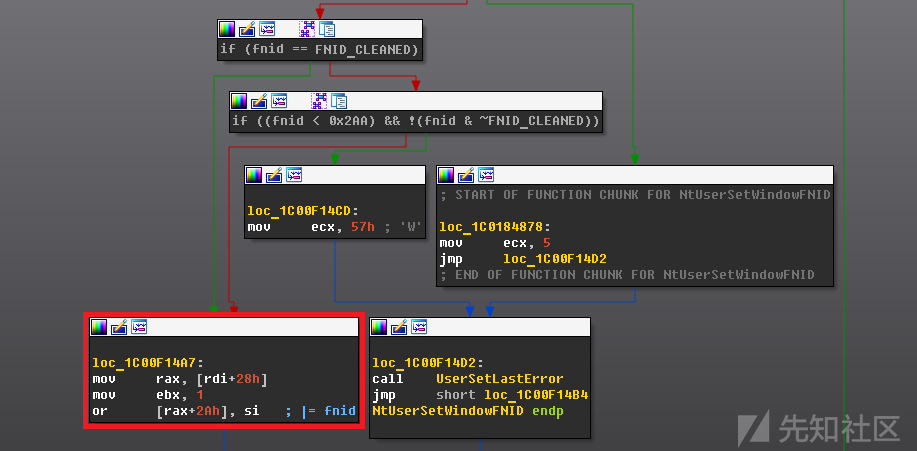 if (fnid == FNID_CLEANED)
if ((fnid < 0x2AA) && !(fnid & ~FNID_CLEANED))
loc_1C00F14CD:
mov ecx, 57h ; 'W'
; START OF FUNCTION CHUNK FOR NtUserSetWindowFNID
loc_1C0184878:
mov ecx, 5
jmp loc_1C00F14D2
; END OF FUNCTION CHUNK FOR NtUserSetWindowFNID
loc_1C00F14A7:
mov rax, [rdi+28h]
mov ebx, 1
or [rax+2Ah], si ; |= fnid
loc_1C00F14D2:
call UserSetLastError
jmp short loc_1C00F14B4
NtUserSetWindowFNID endp
先知社区